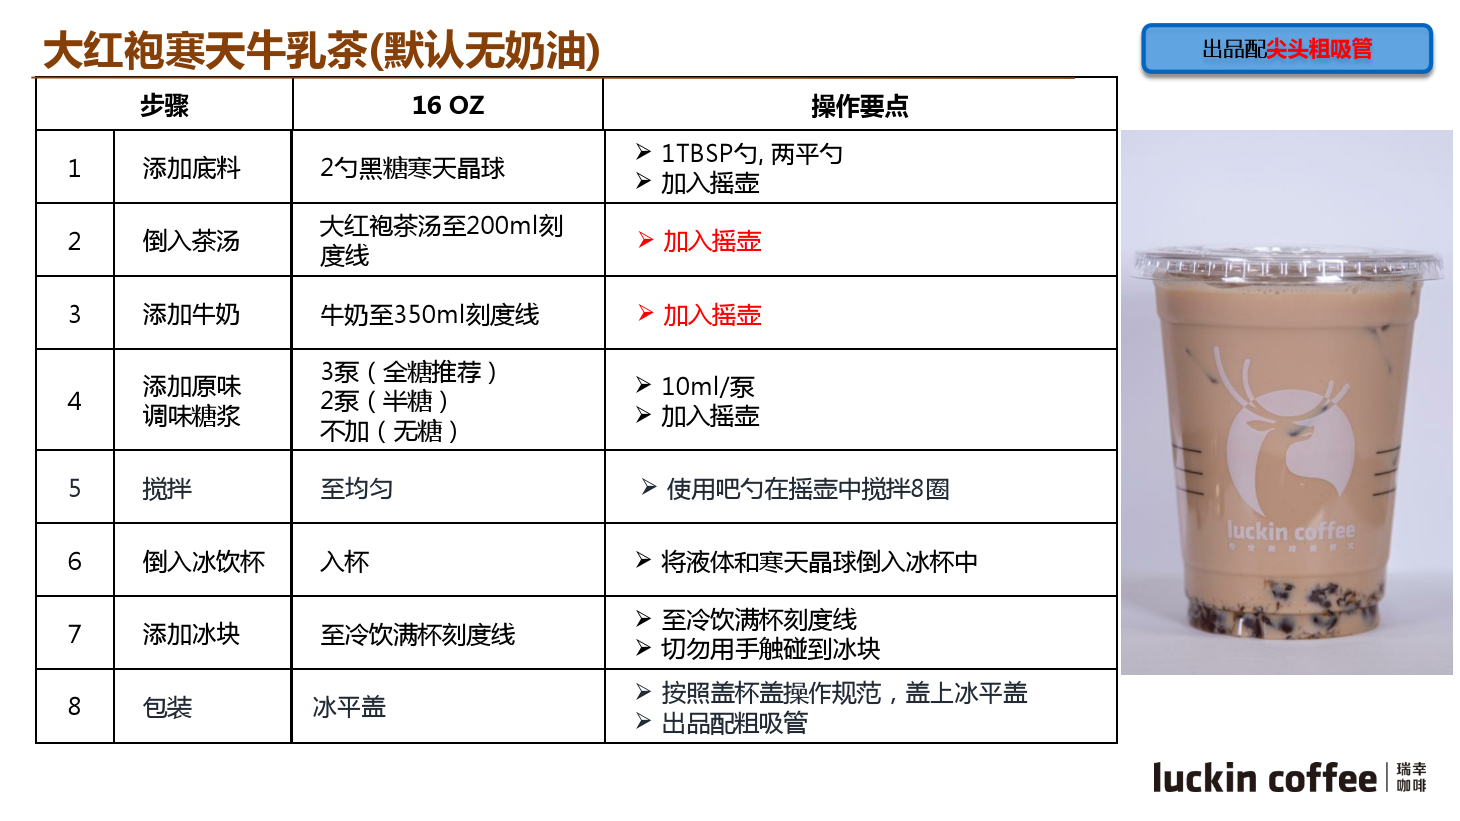 大红袍寒天牛乳茶(默认无奶油)
出品配尖头粗吸管
步骤
16 OZ
操作要点
1
添加底料
2勺黑糖寒天晶球
➢ 1TBSP勺, 两平勺
➢ 加入摇壶
2
倒入茶汤
大红袍茶汤至200ml刻
度线
➢ 加入摇壶
3
添加牛奶
牛奶至350ml刻度线
➢ 加入摇壶
4
添加原味
调味糖浆
3泵（全糖推荐）
2泵（半糖）
不加（无糖）
➢ 10ml/泵
➢ 加入摇壶
5
搅拌
至均匀
➢ 使用吧勺在摇壶中搅拌8圈
6
倒入冰饮杯
入杯
➢ 将液体和寒天晶球倒入冰杯中
7
添加冰块
至冷饮满杯刻度线
➢ 至冷饮满杯刻度线
➢ 切勿用手触碰到冰块
8
包装
冰平盖
➢ 按照盖杯盖操作规范，盖上冰平盖
➢ 出品配粗吸管
luckin coffee
luckin coffee
瑞幸
咖啡